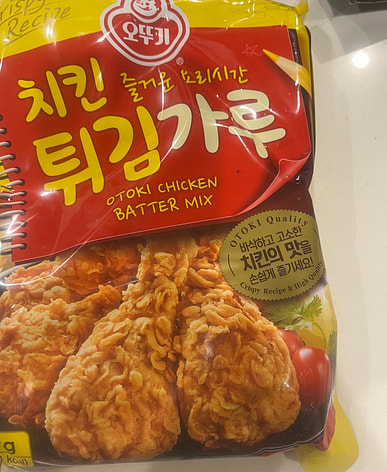 Crispy
Recipe
오뚜기
즐거운 요리시간
치킨
튀김가루
OTOKI CHICKEN
BATTER MIX
OTOKI Quality
바삭하고 고소한
치킨의 맛을
손쉽게 즐기세요!
Crispy Recipe & High Quality